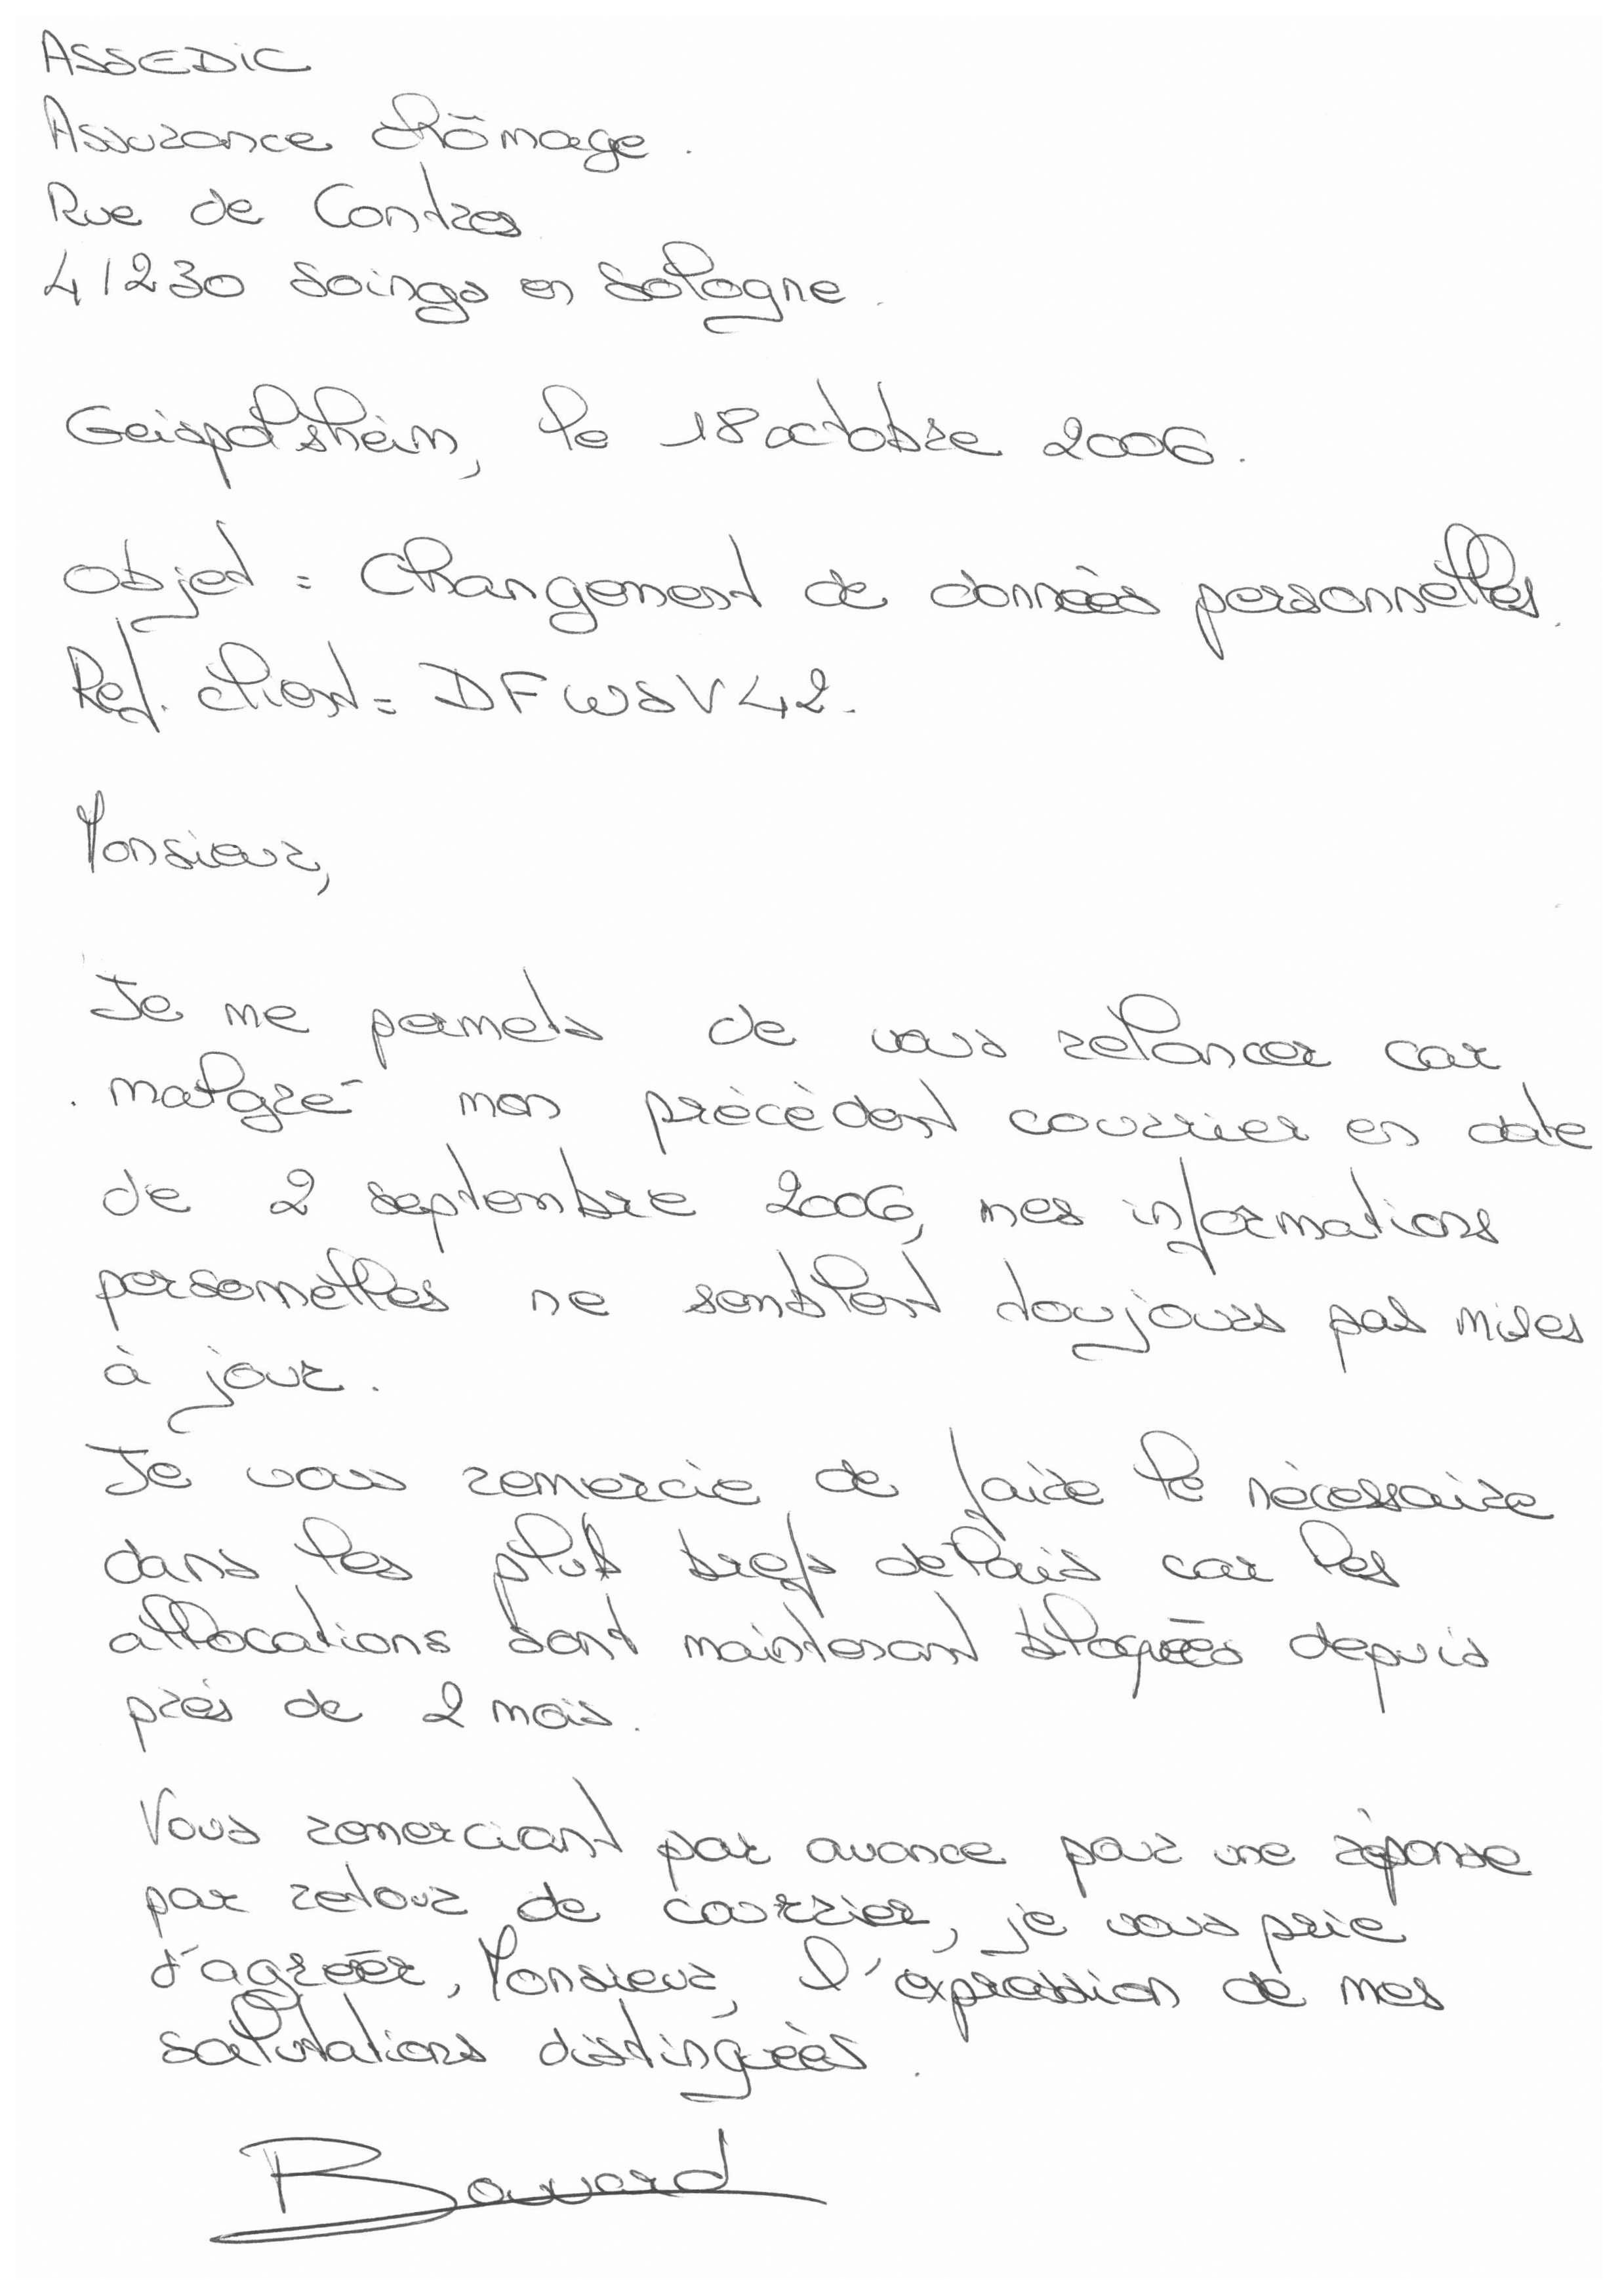 ASSEDIC
Assurance chômage.
Rue de Contres
41230 Soings en Sologne.
Geispolsheim, le 18 octobre 2006.
Objet : Changement de données personnelles.
Ref. client : DFWSV42.
Monsieur,
Je me permets de vous relancer car
malgré mon précédent courrier en date
de 2 septembre 2006, mes informations
personnelles ne semblent toujours pas mises
à jour.
Je vous remercie de faire le nécessaire
dans les plus brefs délais car les
allocations sont maintenant bloquées depuis
près de 2 mois.
Vous remerciant par avance pour une réponse
par retour de courrier, je vous prie
d'agréer, Monsieur, l'expression de mes
salutations distinguées.